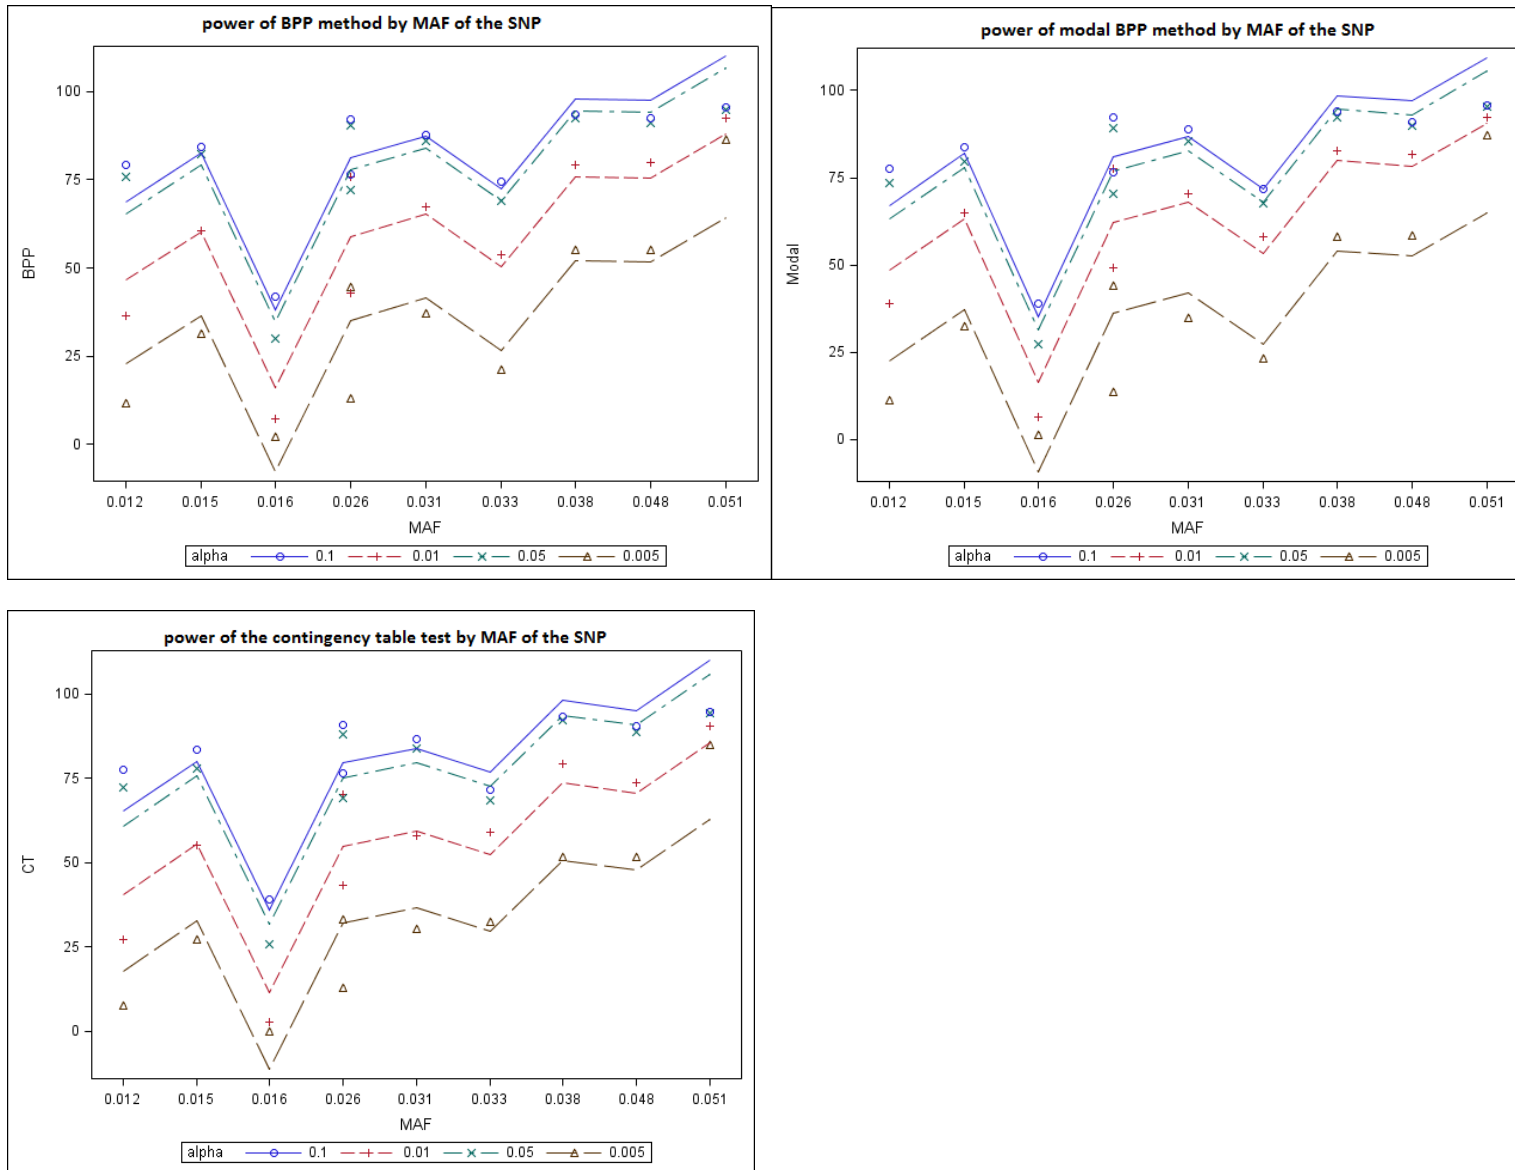 power of BPP method by MAF of the SNP
100
75
50
25
0
BPP
0.012 0.015 0.016 0.026 0.031 0.033 0.038 0.048 0.051
MAF
alpha 0.1 0.01 0.05 0.005
power of modal BPP method by MAF of the SNP
100
75
50
25
0
Modal
0.012 0.015 0.016 0.026 0.031 0.033 0.038 0.048 0.051
MAF
alpha 0.1 0.01 0.05 0.005
power of the contingency table test by MAF of the SNP
100
75
50
25
0
CT
0.012 0.015 0.016 0.026 0.031 0.033 0.038 0.048 0.051
MAF
alpha 0.1 0.01 0.05 0.005